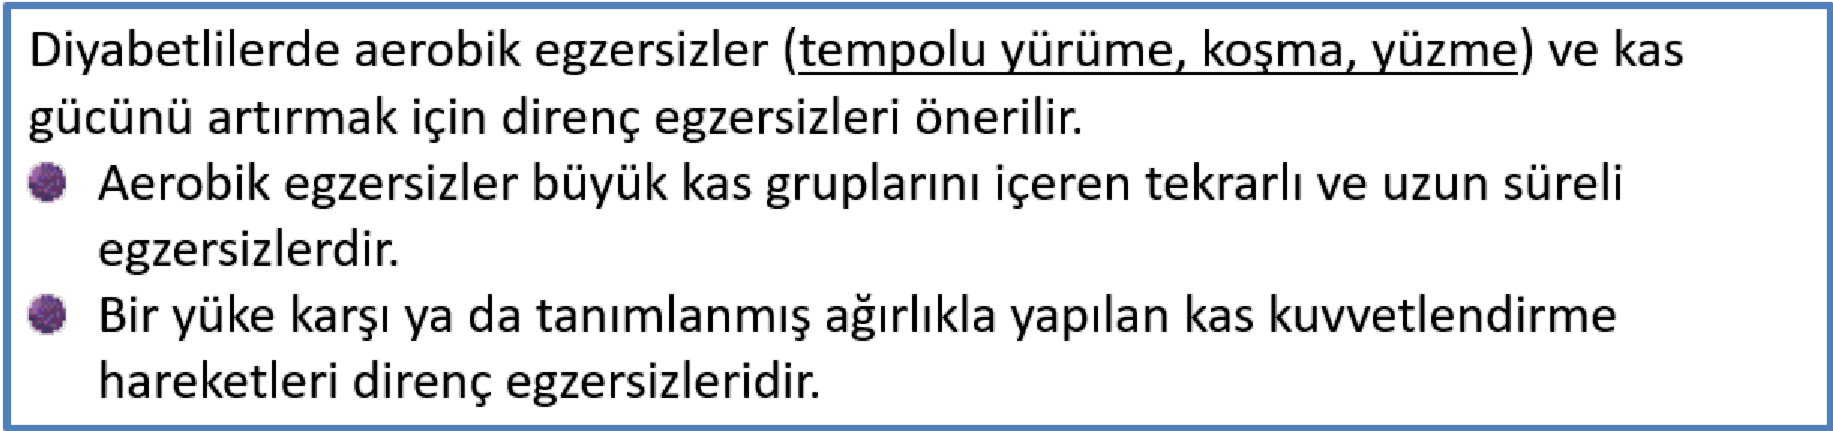 Diyabetlilerde aerobik egzersizler (tempolu yürüme, koşma, yüzme) ve kas
gücünü artırmak için direnç egzersizleri önerilir.
Aerobik egzersizler büyük kas gruplarını içeren tekrarlı ve uzun süreli
egzersizlerdir.
Bir yüke karşı ya da tanımlanmış ağırlıkla yapılan kas kuvvetlendirme
hareketleri direnç egzersizleridir.